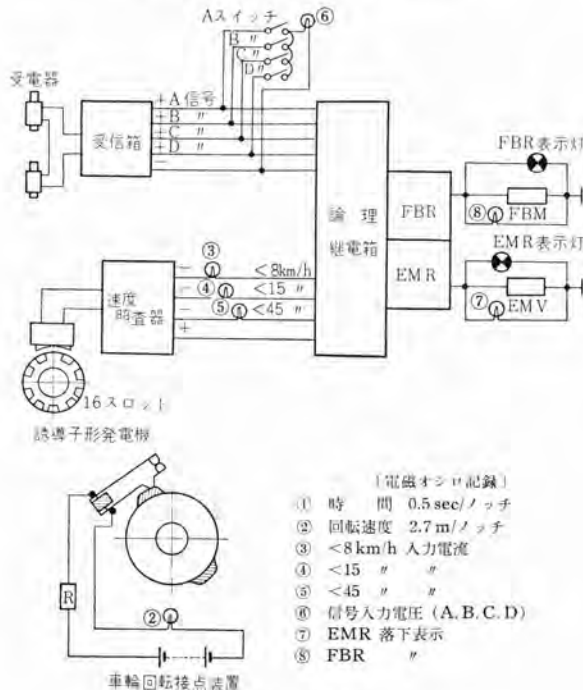 Aスイッチ ⑥
B 〃
C 〃
D 〃
受電器
受信箱
+A信号
+B 〃
+C 〃
+D 〃
−
論理
継電箱
FBR
EMR
FBR表示灯
⑧ FBM
EMR表示灯
⑦ EMV
速度
照査器
③
− <8km/h
④
− <15 〃
⑤
− <45 〃
+
16スロット
誘導子形発電機
R
②
車輪回転接点装置
〔電磁オシロ記録〕
① 時 間 0.5 sec/ノッチ
② 回転速度 2.7 m/ノッチ
③ <8 km/h 入力電流
④ <15 〃 〃
⑤ <45 〃 〃
⑥ 信号入力電圧 (A, B, C, D)
⑦ EMR 落下表示
⑧ FBR 〃